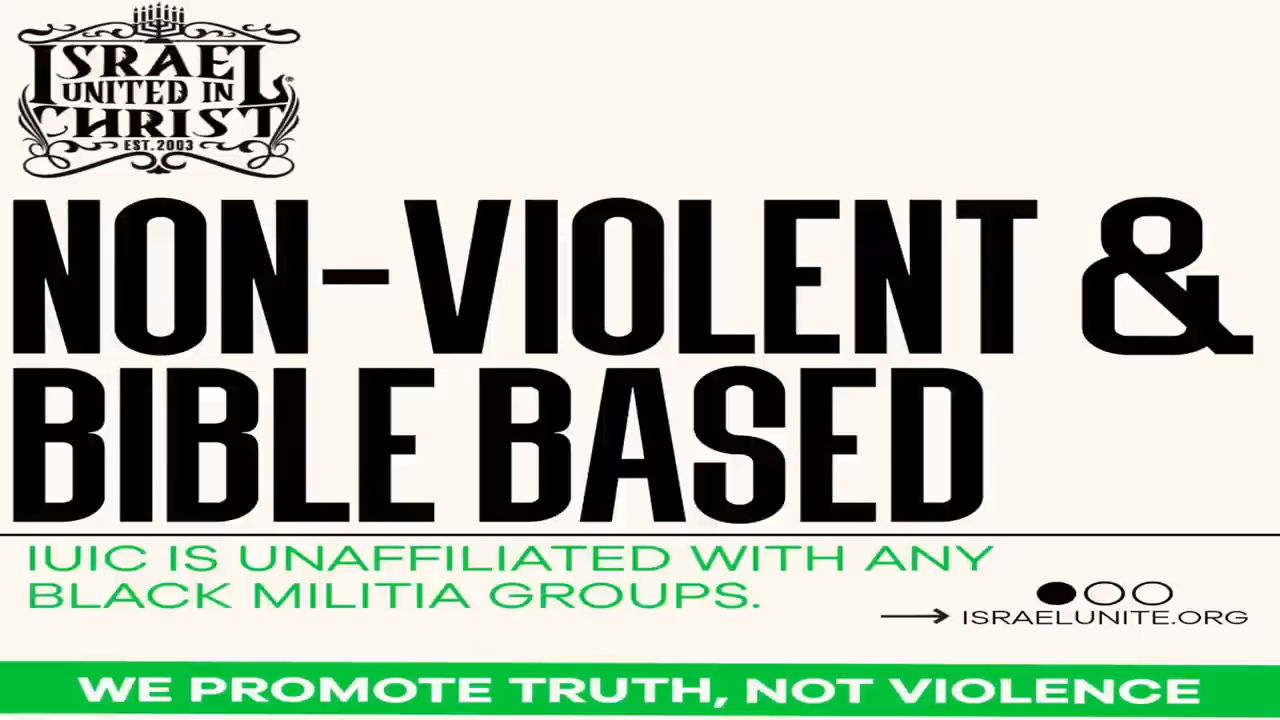 ISRAEL
UNITED IN
CHRIST
EST. 2003
NON-VIOLENT &
BIBLE BASED
IUIC IS UNAFFILIATED WITH ANY
BLACK MILITIA GROUPS.
ISRAELUNITE.ORG
WE PROMOTE TRUTH, NOT VIOLENCE